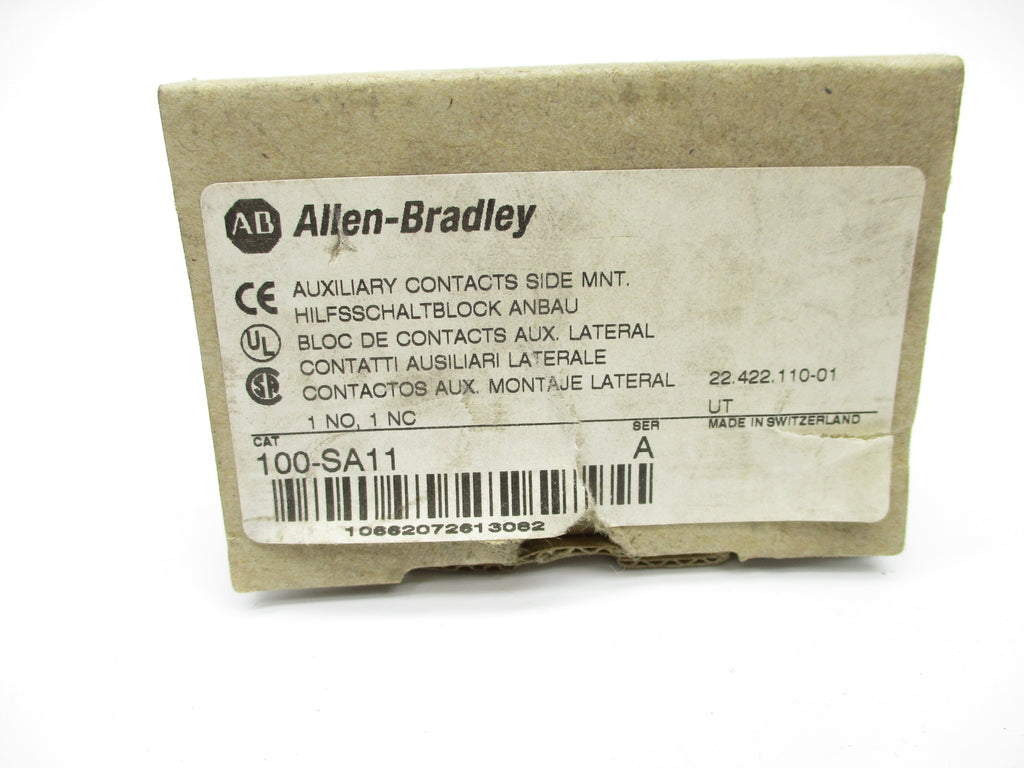 AB Allen-Bradley
CE AUXILIARY CONTACTS SIDE MNT.
HILFSSCHALTBLOCK ANBAU
UL BLOC DE CONTACTS AUX. LATERAL
CONTATTI AUSILIARI LATERALE
SA CONTACTOS AUX. MONTAJE LATERAL 22.422.110-01
1 NO, 1 NC UT
CAT SER MADE IN SWITZERLAND
100-SA11 A
10662072613082